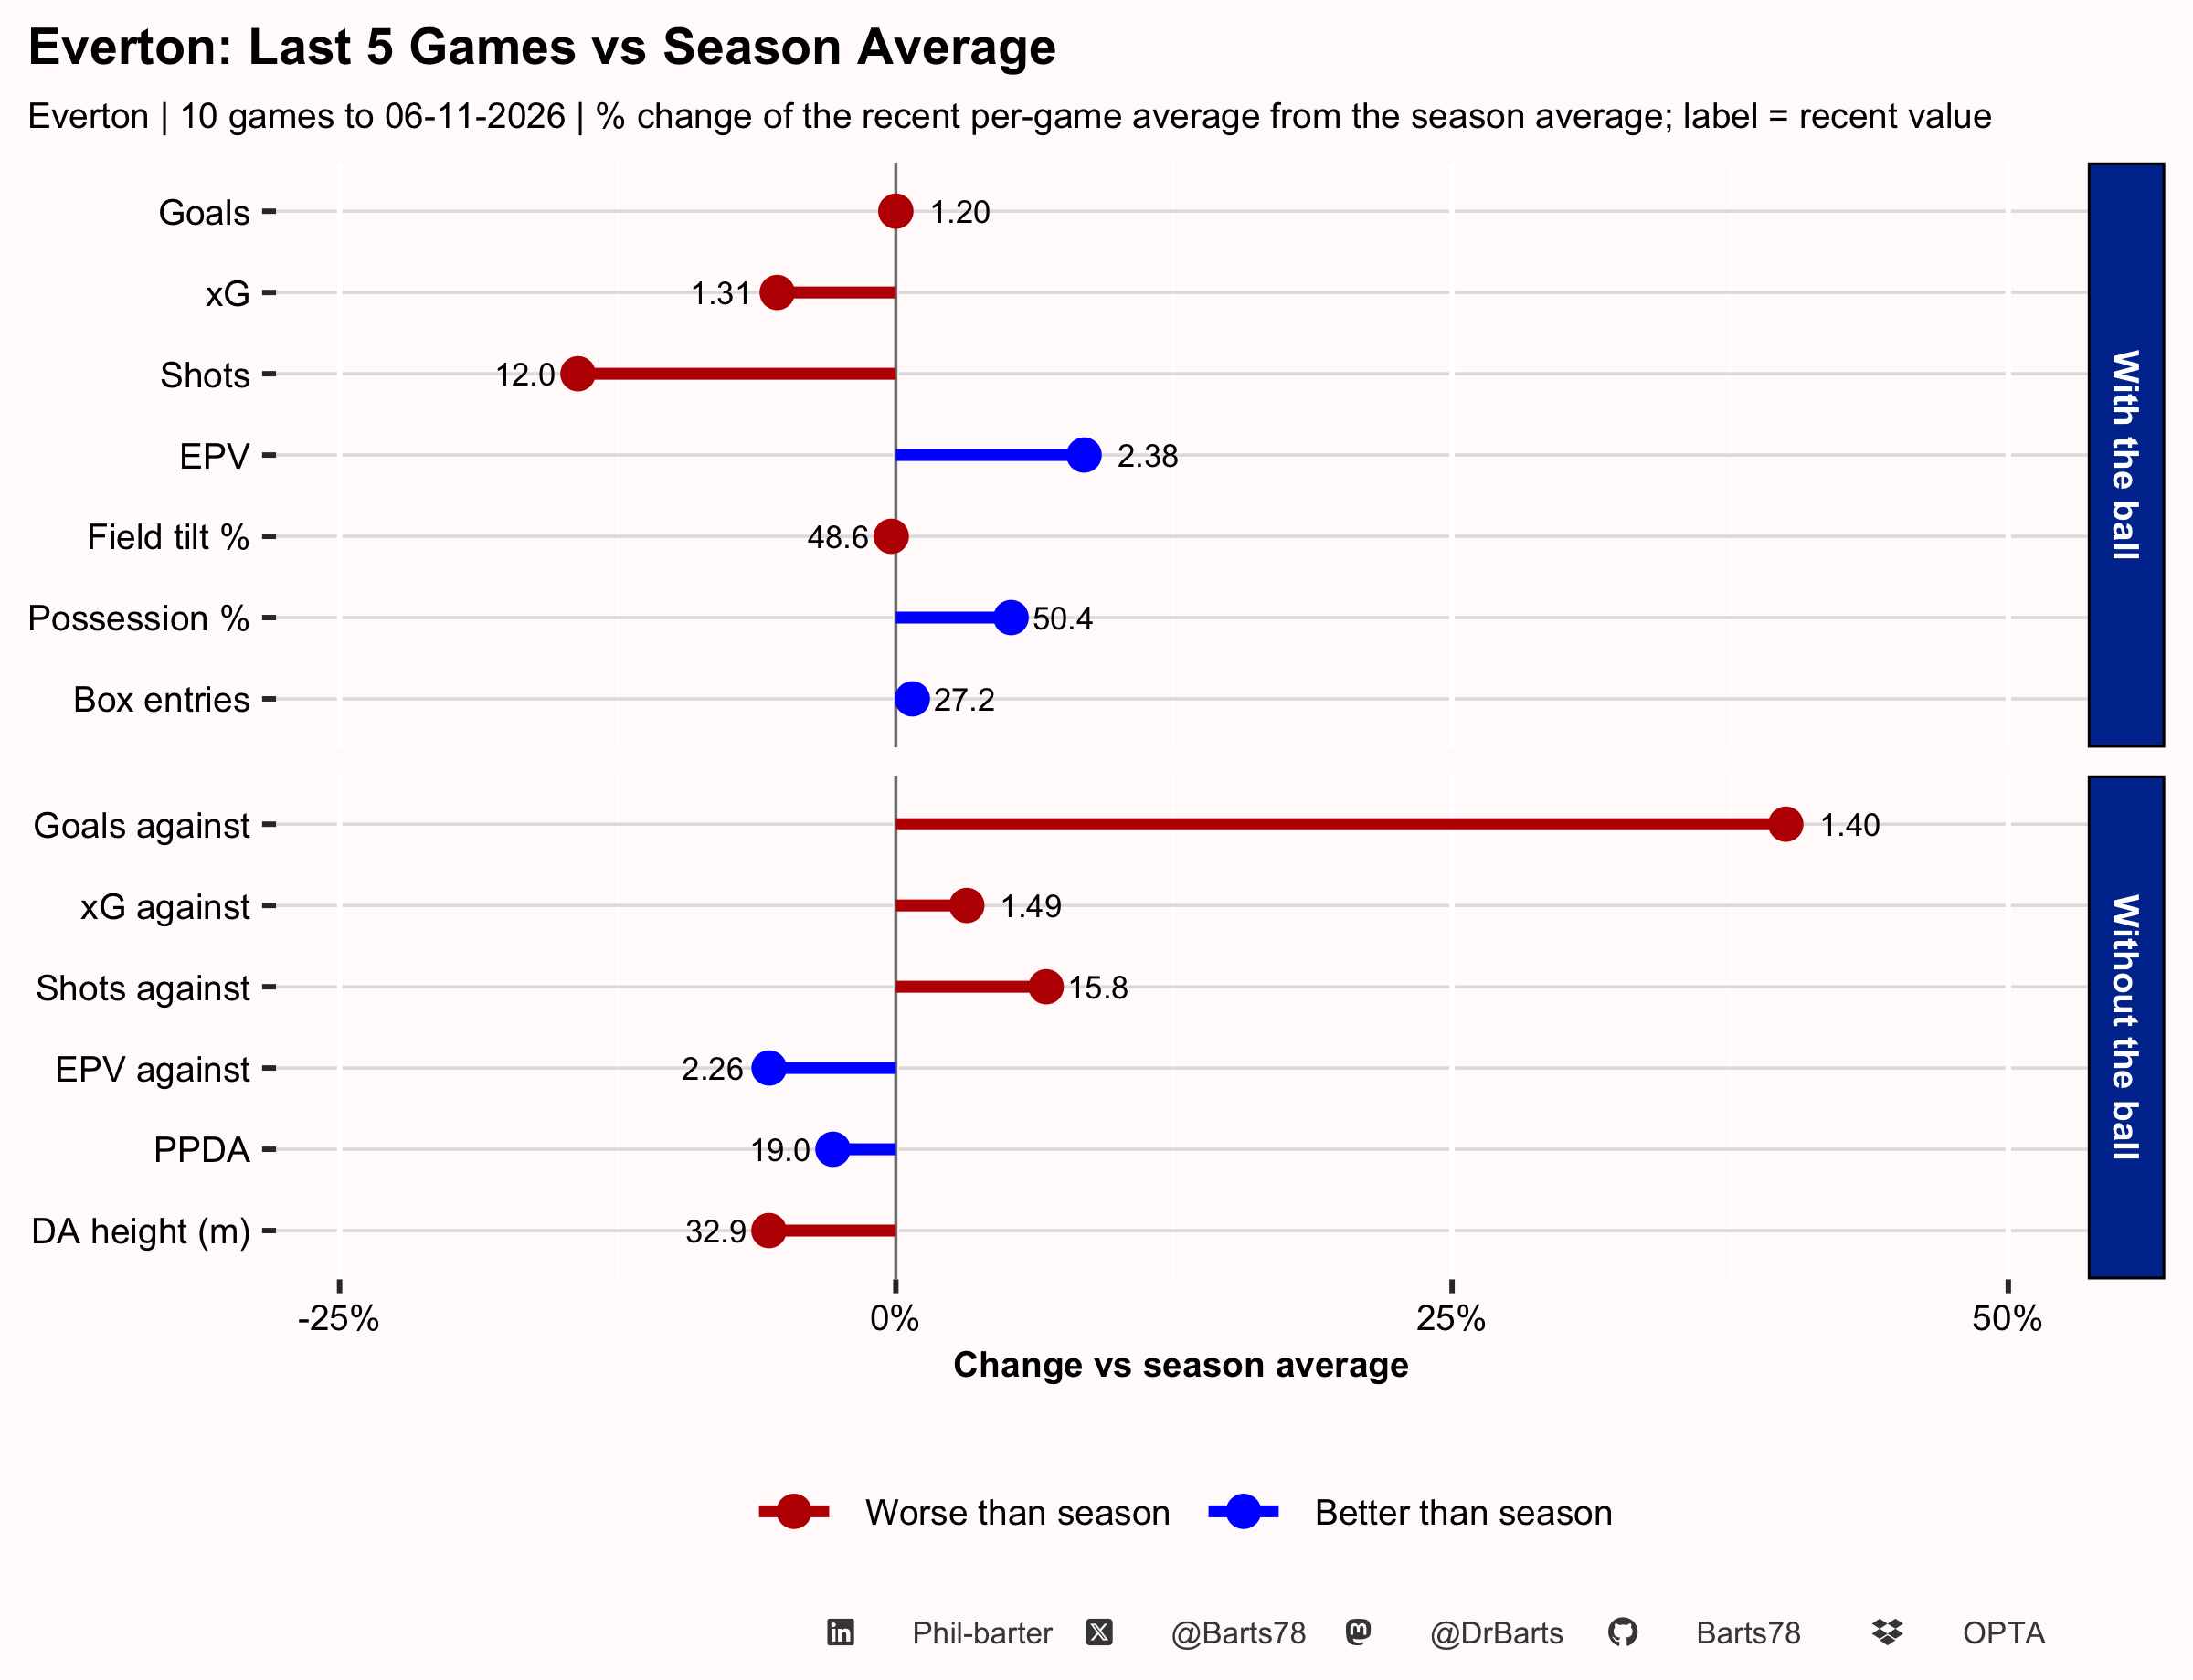 Everton: Last 5 Games vs Season Average
Everton | 10 games to 06-11-2026 | % change of the recent per-game average from the season average; label = recent value
Goals 1.20
xG 1.31
Shots 12.0
EPV 2.38
Field tilt % 48.6
Possession % 50.4
Box entries 27.2
With the ball
Goals against 1.40
xG against 1.49
Shots against 15.8
EPV against 2.26
PPDA 19.0
DA height (m) 32.9
Without the ball
-25% 0% 25% 50%
Change vs season average
Worse than season Better than season
Phil-barter @Barts78 @DrBarts Barts78 OPTA